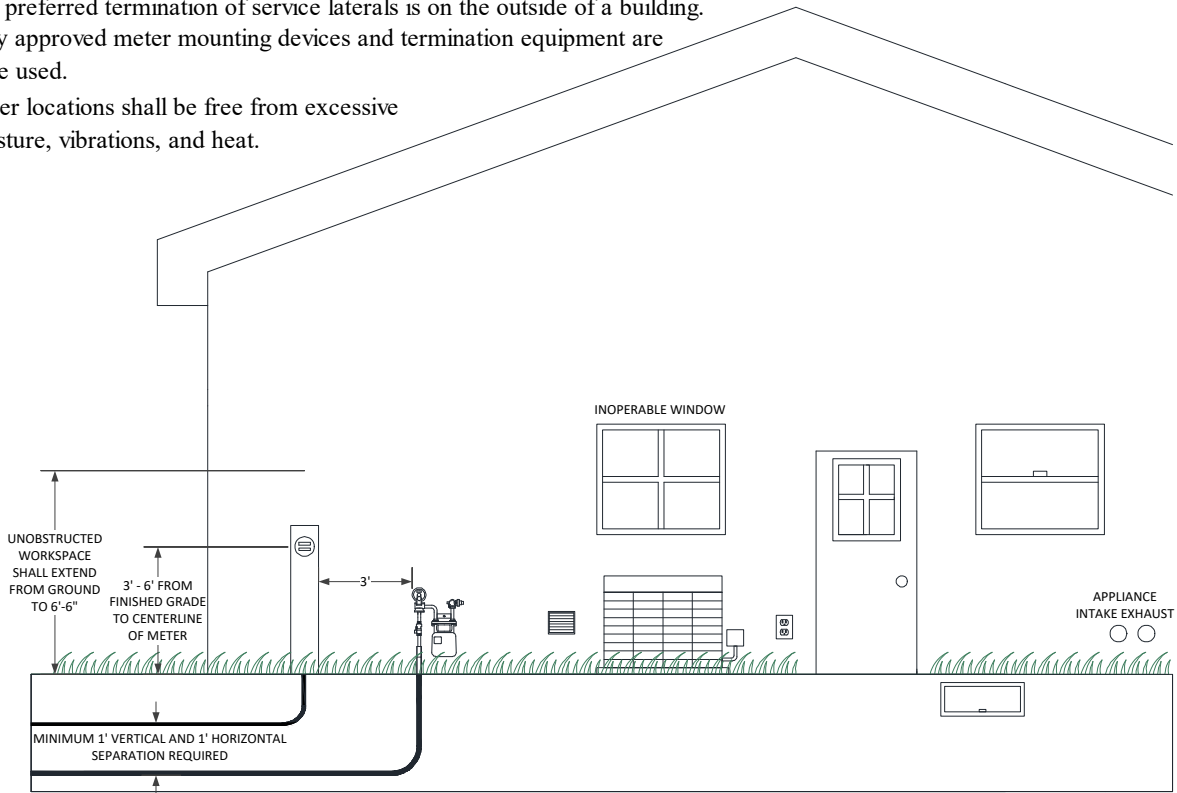 preferred termination of service laterals is on the outside of a building.
approved meter mounting devices and termination equipment are
used.
locations shall be free from excessive
vibrations, and heat.
INOPERABLE WINDOW
UNOBSTRUCTED
WORKSPACE
SHALL EXTEND
FROM GROUND
TO 6'-6"
3' - 6' FROM
FINISHED GRADE
TO CENTERLINE
OF METER
3'
APPLIANCE
INTAKE EXHAUST
MINIMUM 1' VERTICAL AND 1' HORIZONTAL
SEPARATION REQUIRED